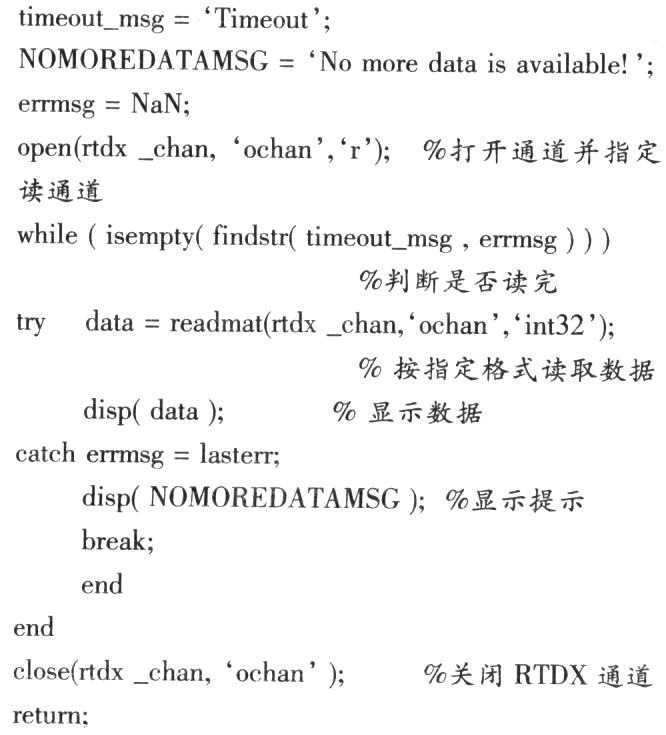 timeout_msg = ‘Timeout’;
NOMOREDATAMSG = ‘No more data is available! ’;
errmsg = NaN;
open(rtdx _chan, ‘ochan’,‘r’); %打开通道并指定
读通道
while ( isempty( findstr( timeout_msg , errmsg ) ) )
%判断是否读完
try data = readmat(rtdx _chan,‘ochan’,‘int32’);
% 按指定格式读取数据
disp( data ); % 显示数据
catch errmsg = lasterr;
disp( NOMOREDATAMSG ); %显示提示
break;
end
end
close(rtdx _chan, ‘ochan’ ); %关闭 RTDX 通道
return;